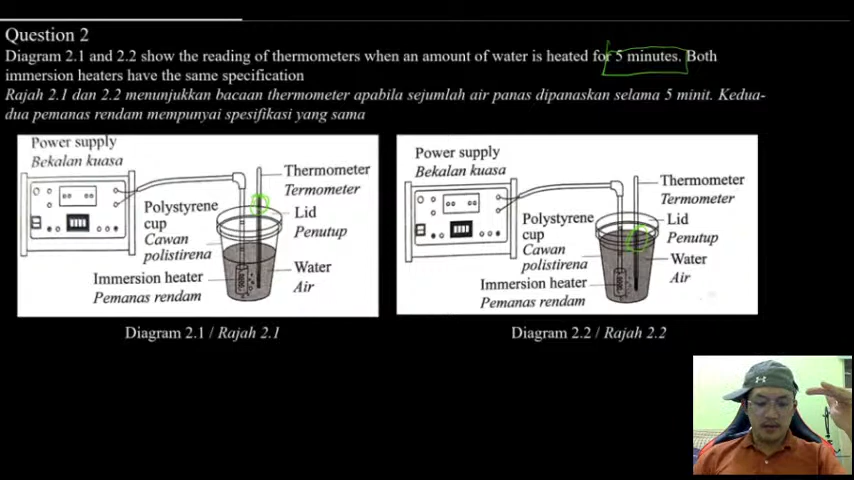 Question 2
Diagram 2.1 and 2.2 show the reading of thermometers when an amount of water is heated for 5 minutes. Both
immersion heaters have the same specification
Rajah 2.1 dan 2.2 menunjukkan bacaan thermometer apabila sejumlah air panas dipanaskan selama 5 minit. Kedua-
dua pemanas rendam mempunyai spesifikasi yang sama
Power supply
Bekalan kuasa
Thermometer
Termometer
Polystyrene
cup
Cawan
polistirena
Lid
Penutup
Immersion heater
Pemanas rendam
Water
Air
Diagram 2.1 / Rajah 2.1
Power supply
Bekalan kuasa
Thermometer
Termometer
Polystyrene
cup
Cawan
polistirena
Lid
Penutup
Immersion heater
Pemanas rendam
Water
Air
Diagram 2.2 / Rajah 2.2